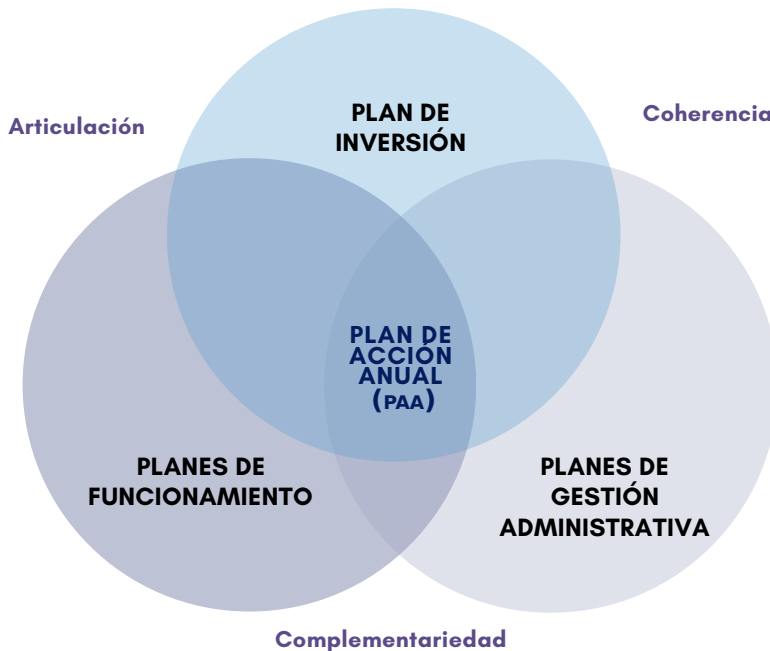 PLAN DE
INVERSIÓN
Articulación
Coherencia
PLAN DE
ACCIÓN
ANUAL
(PAA)
PLANES DE
FUNCIONAMIENTO
PLANES DE
GESTIÓN
ADMINISTRATIVA
Complementariedad